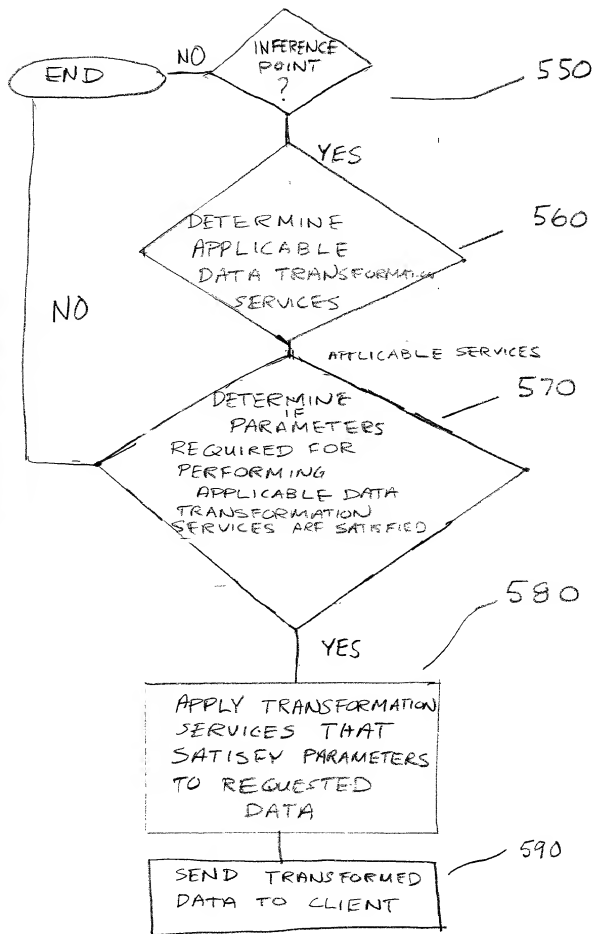 INFERENCE
POINT
?
NO
END
550
YES
DETERMINE
APPLICABLE
DATA TRANSFORMATION
SERVICES
560
NO
APPLICABLE SERVICES
570
DETERMINE
IF
PARAMETERS
REQUIRED FOR
PERFORMING
APPLICABLE DATA
TRANSFORMATION
SERVICES ARE SATISFIED
580
YES
APPLY TRANSFORMATION
SERVICES THAT
SATISFY PARAMETERS
TO REQUESTED
DATA
590
SEND TRANSFORMED
DATA TO CLIENT